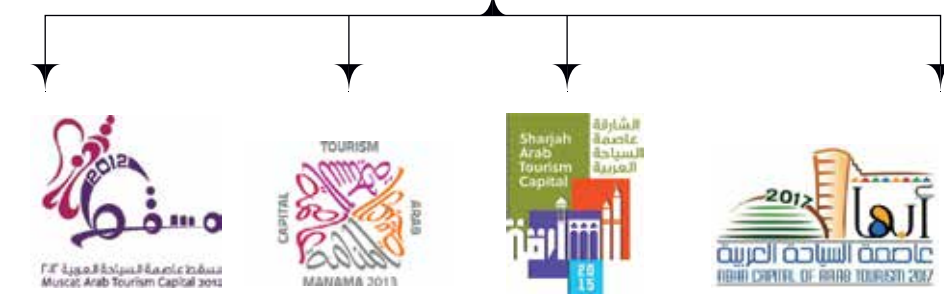 2012
مسقط
مسقط عاصمة السياحة العربية ٢٠١٢
Muscat Arab Tourism Capital 2012
TOURISM
CAPITAL
ARAB
المنامة
MANAMA 2013
Sharjah
Arab
Tourism
Capital
الشارقة
عاصمة
السياحة
العربية
20
15
2017
أبها
عاصمة السياحة العربية
ABHA CAPITAL OF ARAB TOURISM 2017